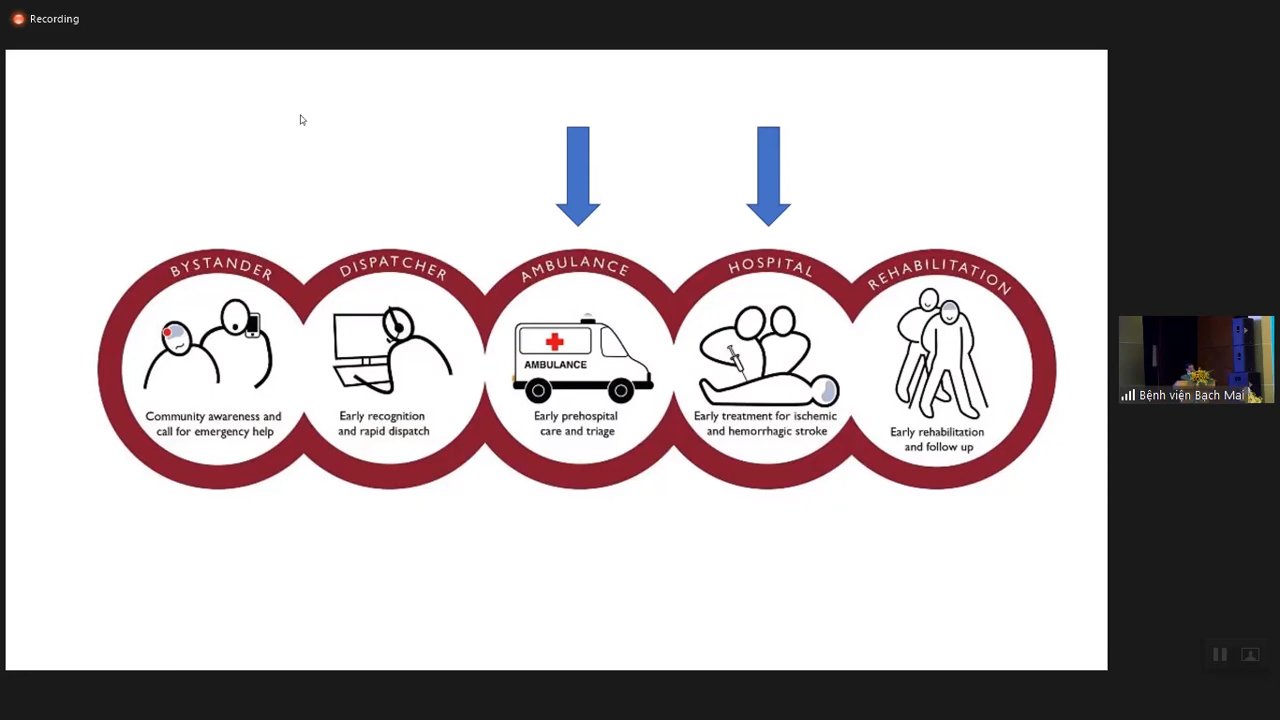 Recording
BYSTANDER
DISPATCHER
AMBULANCE
HOSPITAL
REHABILITATION
AMBULANCE
Community awareness and
call for emergency help
Early recognition
and rapid dispatch
Early prehospital
care and triage
Early treatment for ischemic
and hemorrhagic stroke
Early rehabilitation
and follow up
Bệnh viện Bạch Mai